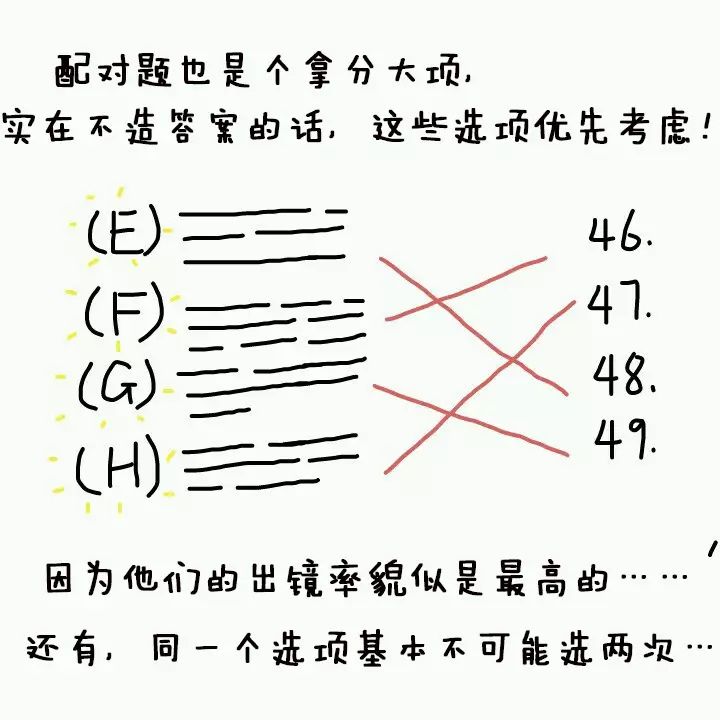 配对题也是个拿分大项,
实在不造答案的话, 这些选项优先考虑!
(E) 46.
(F) 47.
(G) 48.
(H) 49.
因为他们的出镜率貌似是最高的……
还有, 同一个选项基本不可能选两次…